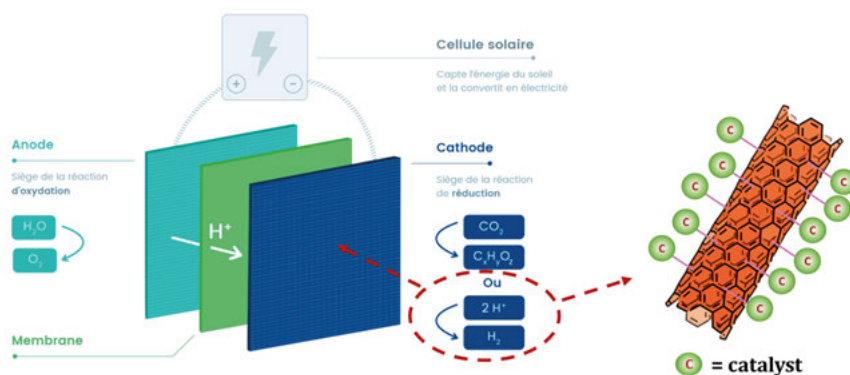 Cellule solaire
Capte l'énergie du soleil
et la convertit en électricité
+
−
Anode
Siège de la réaction
d'oxydation
H₂O
O₂
H⁺
Membrane
Cathode
Siège de la réaction
de réduction
CO₂
CₓHᵧO_z
Ou
2 H⁺
H₂
C
C
C
C
C
C
C
C
C
C
C = catalyst